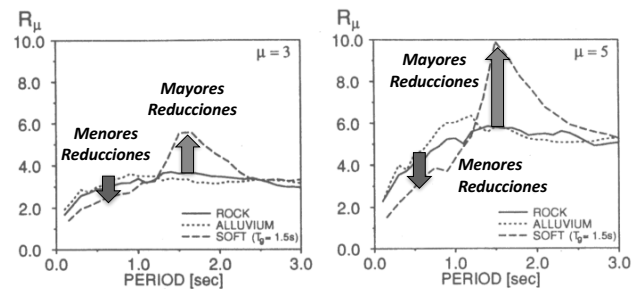 Rμ
10.0
8.0
6.0
4.0
2.0
0.0
μ = 3
Mayores
Reducciones
Menores
Reducciones
ROCK
ALLUVIUM
SOFT (Tg= 1.5s)
0.0
1.0
2.0
3.0
PERIOD [sec]
Rμ
10.0
8.0
6.0
4.0
2.0
0.0
μ = 5
Mayores
Reducciones
Menores
Reducciones
ROCK
ALLUVIUM
SOFT (Tg= 1.5s)
0.0
1.0
2.0
3.0
PERIOD [sec]